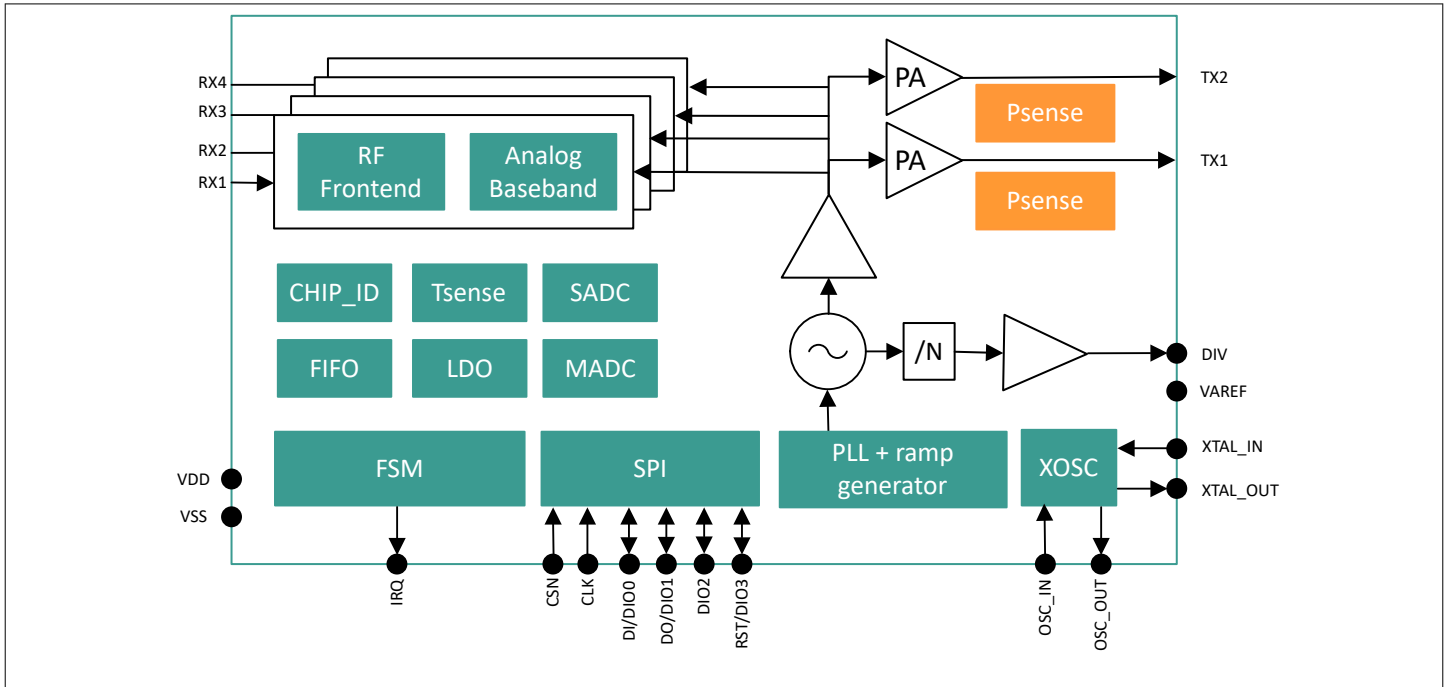 RX4
RX3
RX2
RX1
RF
Frontend
Analog
Baseband
PA
TX2
Psense
PA
TX1
Psense
CHIP_ID
Tsense
SADC
FIFO
LDO
MADC
/N
DIV
VAREF
FSM
SPI
PLL + ramp
generator
XOSC
XTAL_IN
XTAL_OUT
VDD
VSS
IRQ
CSN
CLK
DI/DIO0
DO/DIO1
DIO2
RST/DIO3
OSC_IN
OSC_OUT